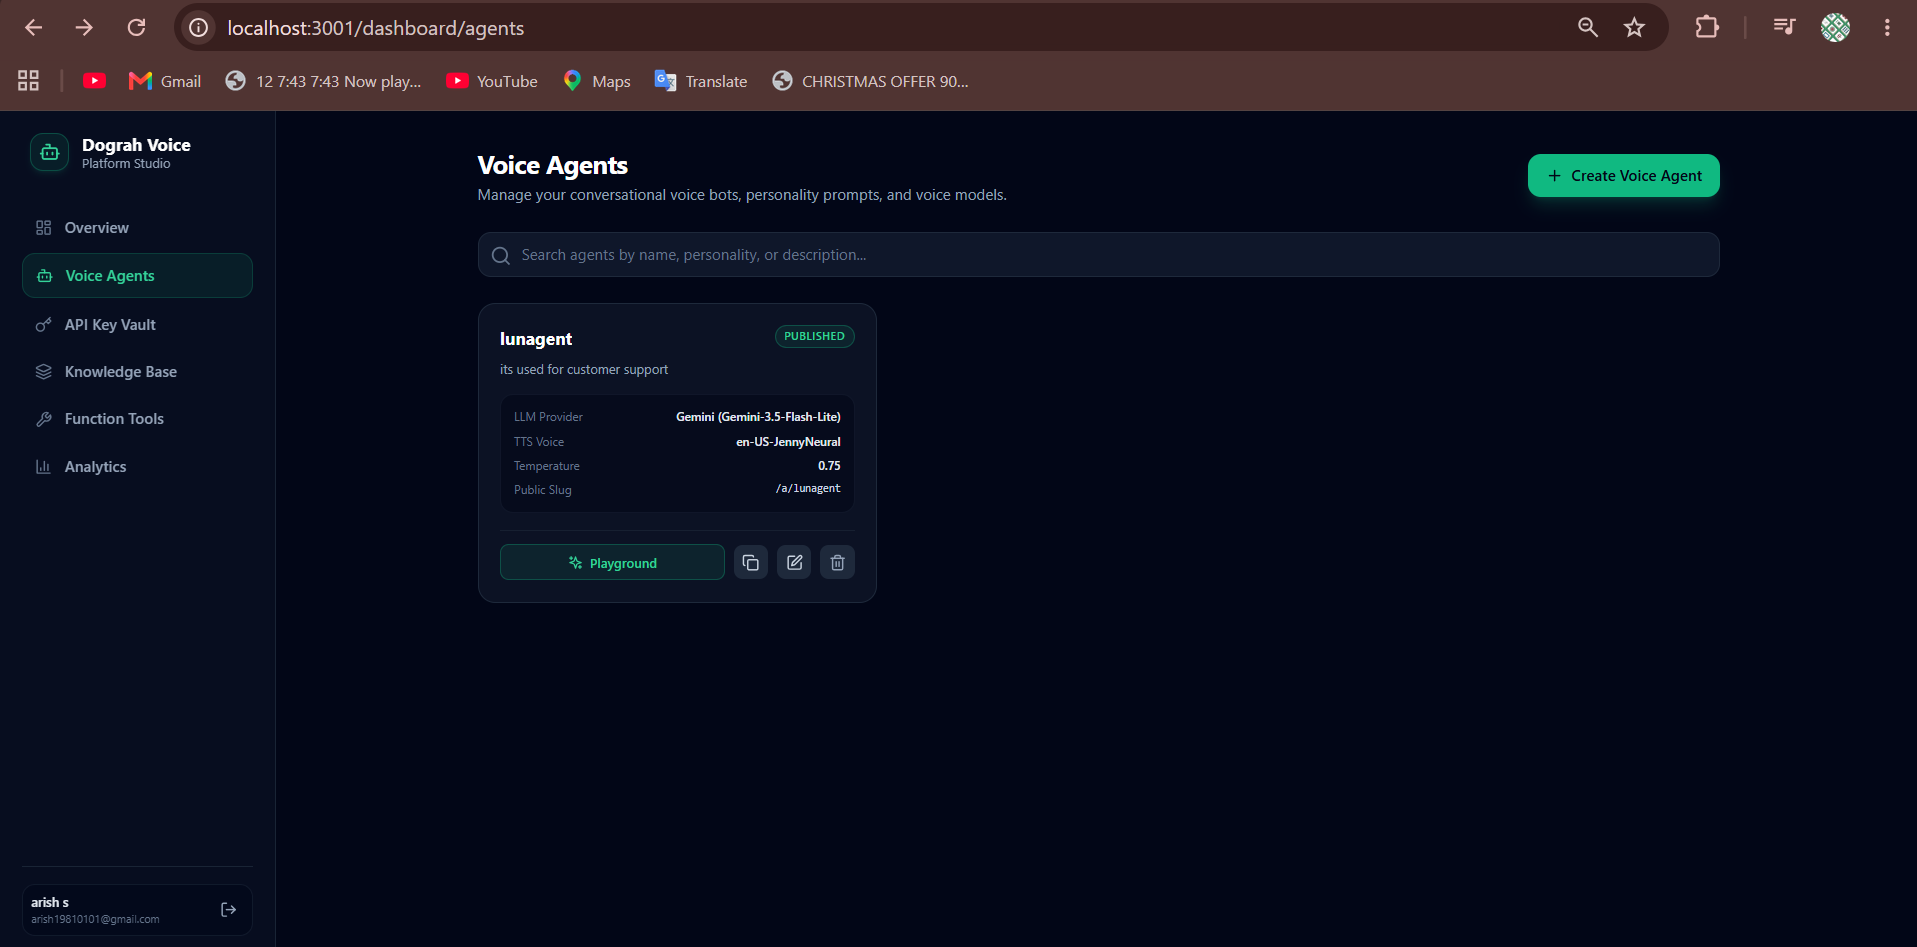 localhost:3001/dashboard/agents
Gmail
12 7:43 7:43 Now play...
YouTube
Maps
Translate
CHRISTMAS OFFER 90...
Dograh Voice
Platform Studio
Overview
Voice Agents
API Key Vault
Knowledge Base
Function Tools
Analytics
arish s
arish19810101@gmail.com
Voice Agents
Manage your conversational voice bots, personality prompts, and voice models.
+ Create Voice Agent
Search agents by name, personality, or description...
lunagent
PUBLISHED
its used for customer support
LLM Provider Gemini (Gemini-3.5-Flash-Lite)
TTS Voice en-US-JennyNeural
Temperature 0.75
Public Slug /a/lunagent
Playground